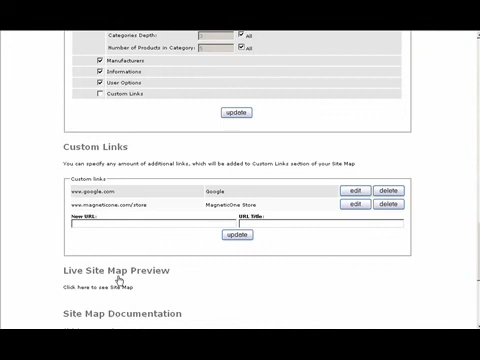 Categories Depth: All
Number of Products in Category: All
Manufacturers
Informations
User Options
Custom Links
update
Custom Links
You can specify any amount of additional links, which will be added to Custom Links section of your Site Map
Custom links
www.google.com Google edit delete
www.magneticone.com/store MagneticOne Store edit delete
New URL: URL Title:
update
Live Site Map Preview
Click here to see Site Map
Site Map Documentation